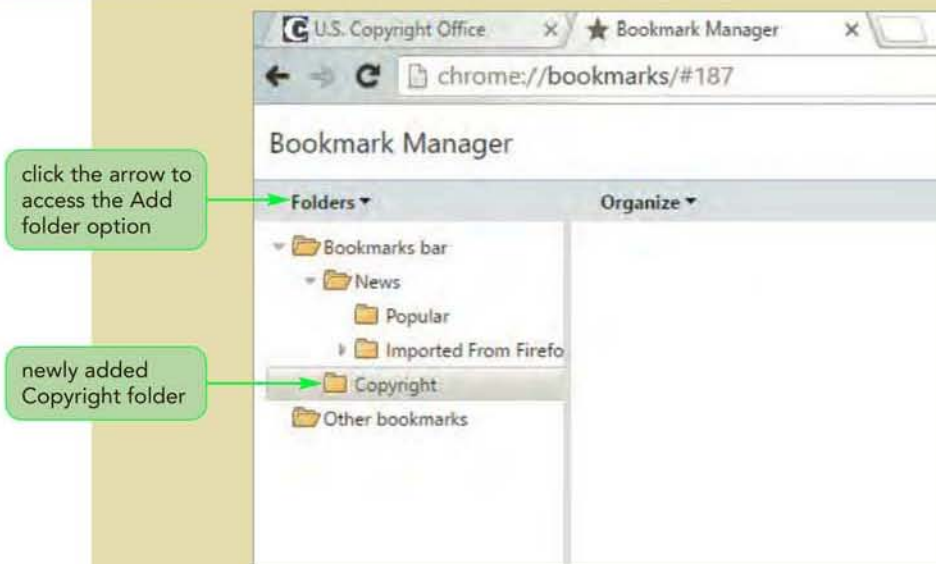 U.S. Copyright Office
Bookmark Manager
chrome://bookmarks/#187
Bookmark Manager
click the arrow to
access the Add
folder option
Folders
Organize
Bookmarks bar
News
Popular
Imported From Firefo
newly added
Copyright folder
Copyright
Other bookmarks